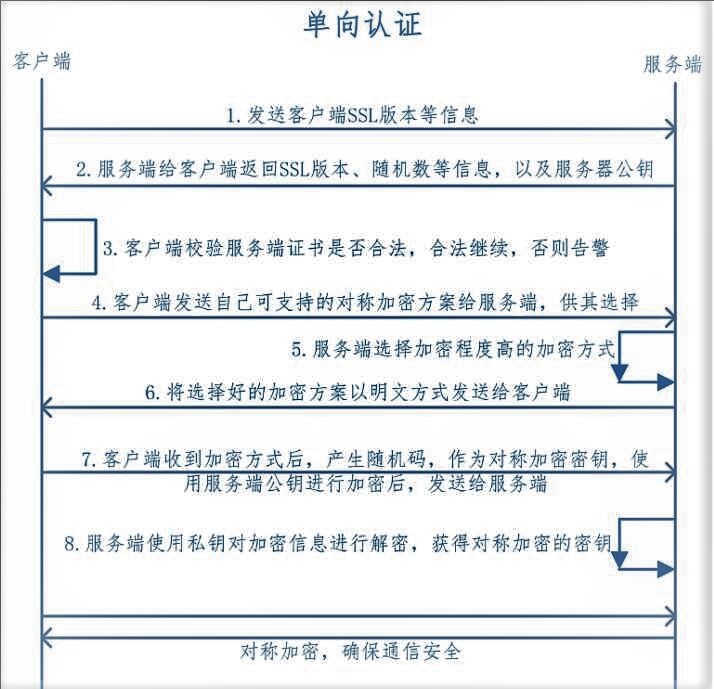 单向认证
客户端
服务端
1.发送客户端SSL版本等信息
2.服务端给客户端返回SSL版本、随机数等信息，以及服务器公钥
3.客户端校验服务端证书是否合法，合法继续，否则告警
4.客户端发送自己可支持的对称加密方案给服务端，供其选择
5.服务端选择加密程度高的加密方式
6.将选择好的加密方案以明文方式发送给客户端
7.客户端收到加密方式后，产生随机码，作为对称加密密钥，使
用服务端公钥进行加密后，发送给服务端
8.服务端使用私钥对加密信息进行解密，获得对称加密的密钥
对称加密，确保通信安全